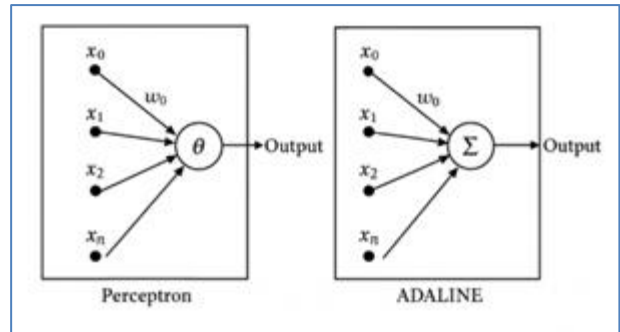 x₀
w₀
x₁
θ
Output
x₂
xₙ
Perceptron
x₀
w₀
x₁
Σ
Output
x₂
xₙ
ADALINE